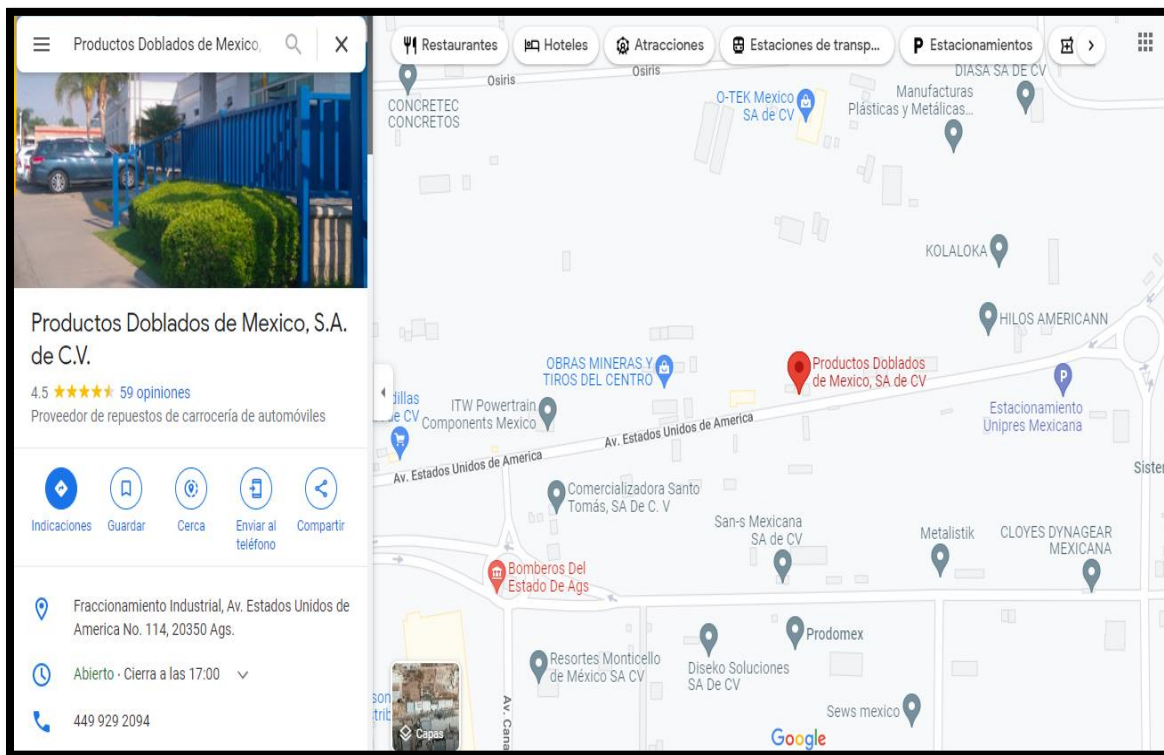 Productos Doblados de Mexico,
Productos Doblados de Mexico, S.A.
de C.V.
4.5
59 opiniones
Proveedor de repuestos de carrocería de automóviles
Indicaciones
Guardar
Cerca
Enviar al
teléfono
Compartir
Fraccionamiento Industrial, Av. Estados Unidos de
America No. 114, 20350 Ags.
Abierto · Cierra a las 17:00
449 929 2094
Restaurantes
Hoteles
Atracciones
Estaciones de transp...
P Estacionamientos
Osiris
Osiris
CONCRETEC
CONCRETOS
O-TEK Mexico
SA de CV
DIASA SA DE CV
Manufacturas
Plásticas y Metálicas...
KOLALOKA
HILOS AMERICANN
OBRAS MINERAS Y
TIROS DEL CENTRO
Productos Doblados
de Mexico, SA de CV
P
Estacionamiento
Unipres Mexicana
dillas
de CV
ITW Powertrain
Components Mexico
Av. Estados Unidos de America
Av. Estados Unidos de America
Sister
Comercializadora Santo
Tomás, SA De C. V
San-s Mexicana
SA de CV
Metalistik
CLOYES DYNAGEAR
MEXICANA
Bomberos Del
Estado De Ags
Prodomex
Resortes Monticello
de México SA CV
Diseko Soluciones
SA De CV
Sews mexico
son
trib
Av. Cana
Capas
Google